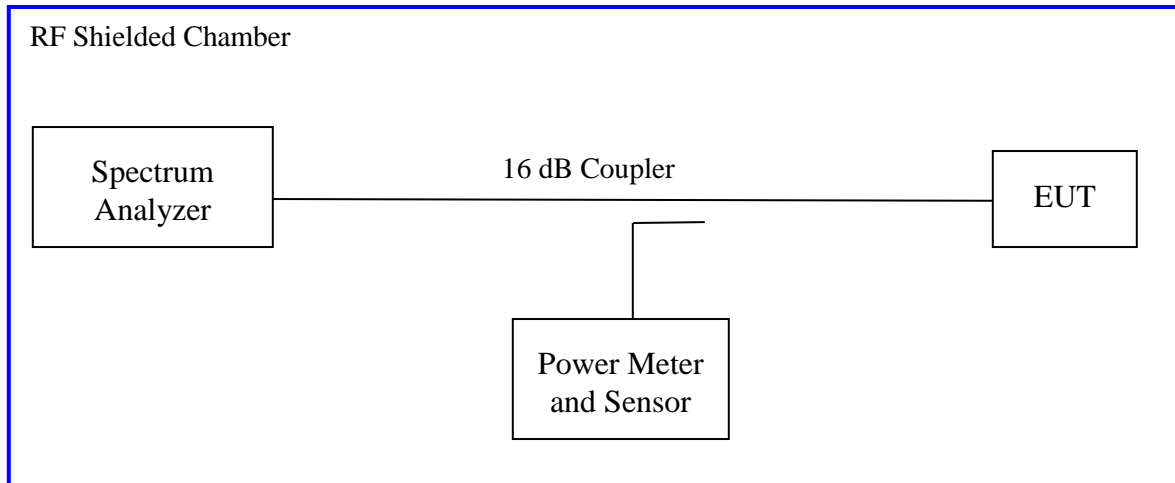 RF Shielded Chamber
Spectrum
Analyzer
16 dB Coupler
EUT
Power Meter
and Sensor